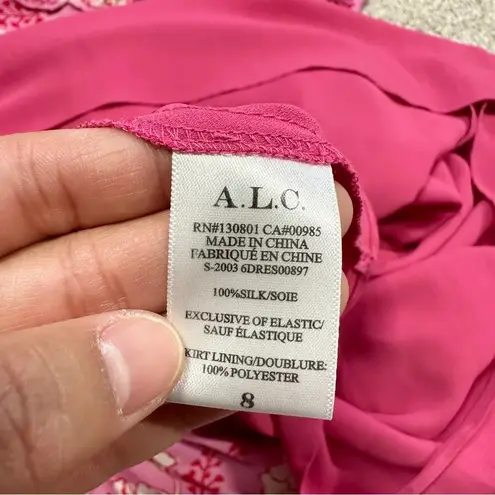 A.L.C.
RN#130801 CA#00985
MADE IN CHINA
FABRIQUÉ EN CHINE
S-2003 6DRES00897
100%SILK/SOIE
EXCLUSIVE OF ELASTIC/
SAUF ÉLASTIQUE
KIRT LINING/DOUBLURE:
100% POLYESTER
8